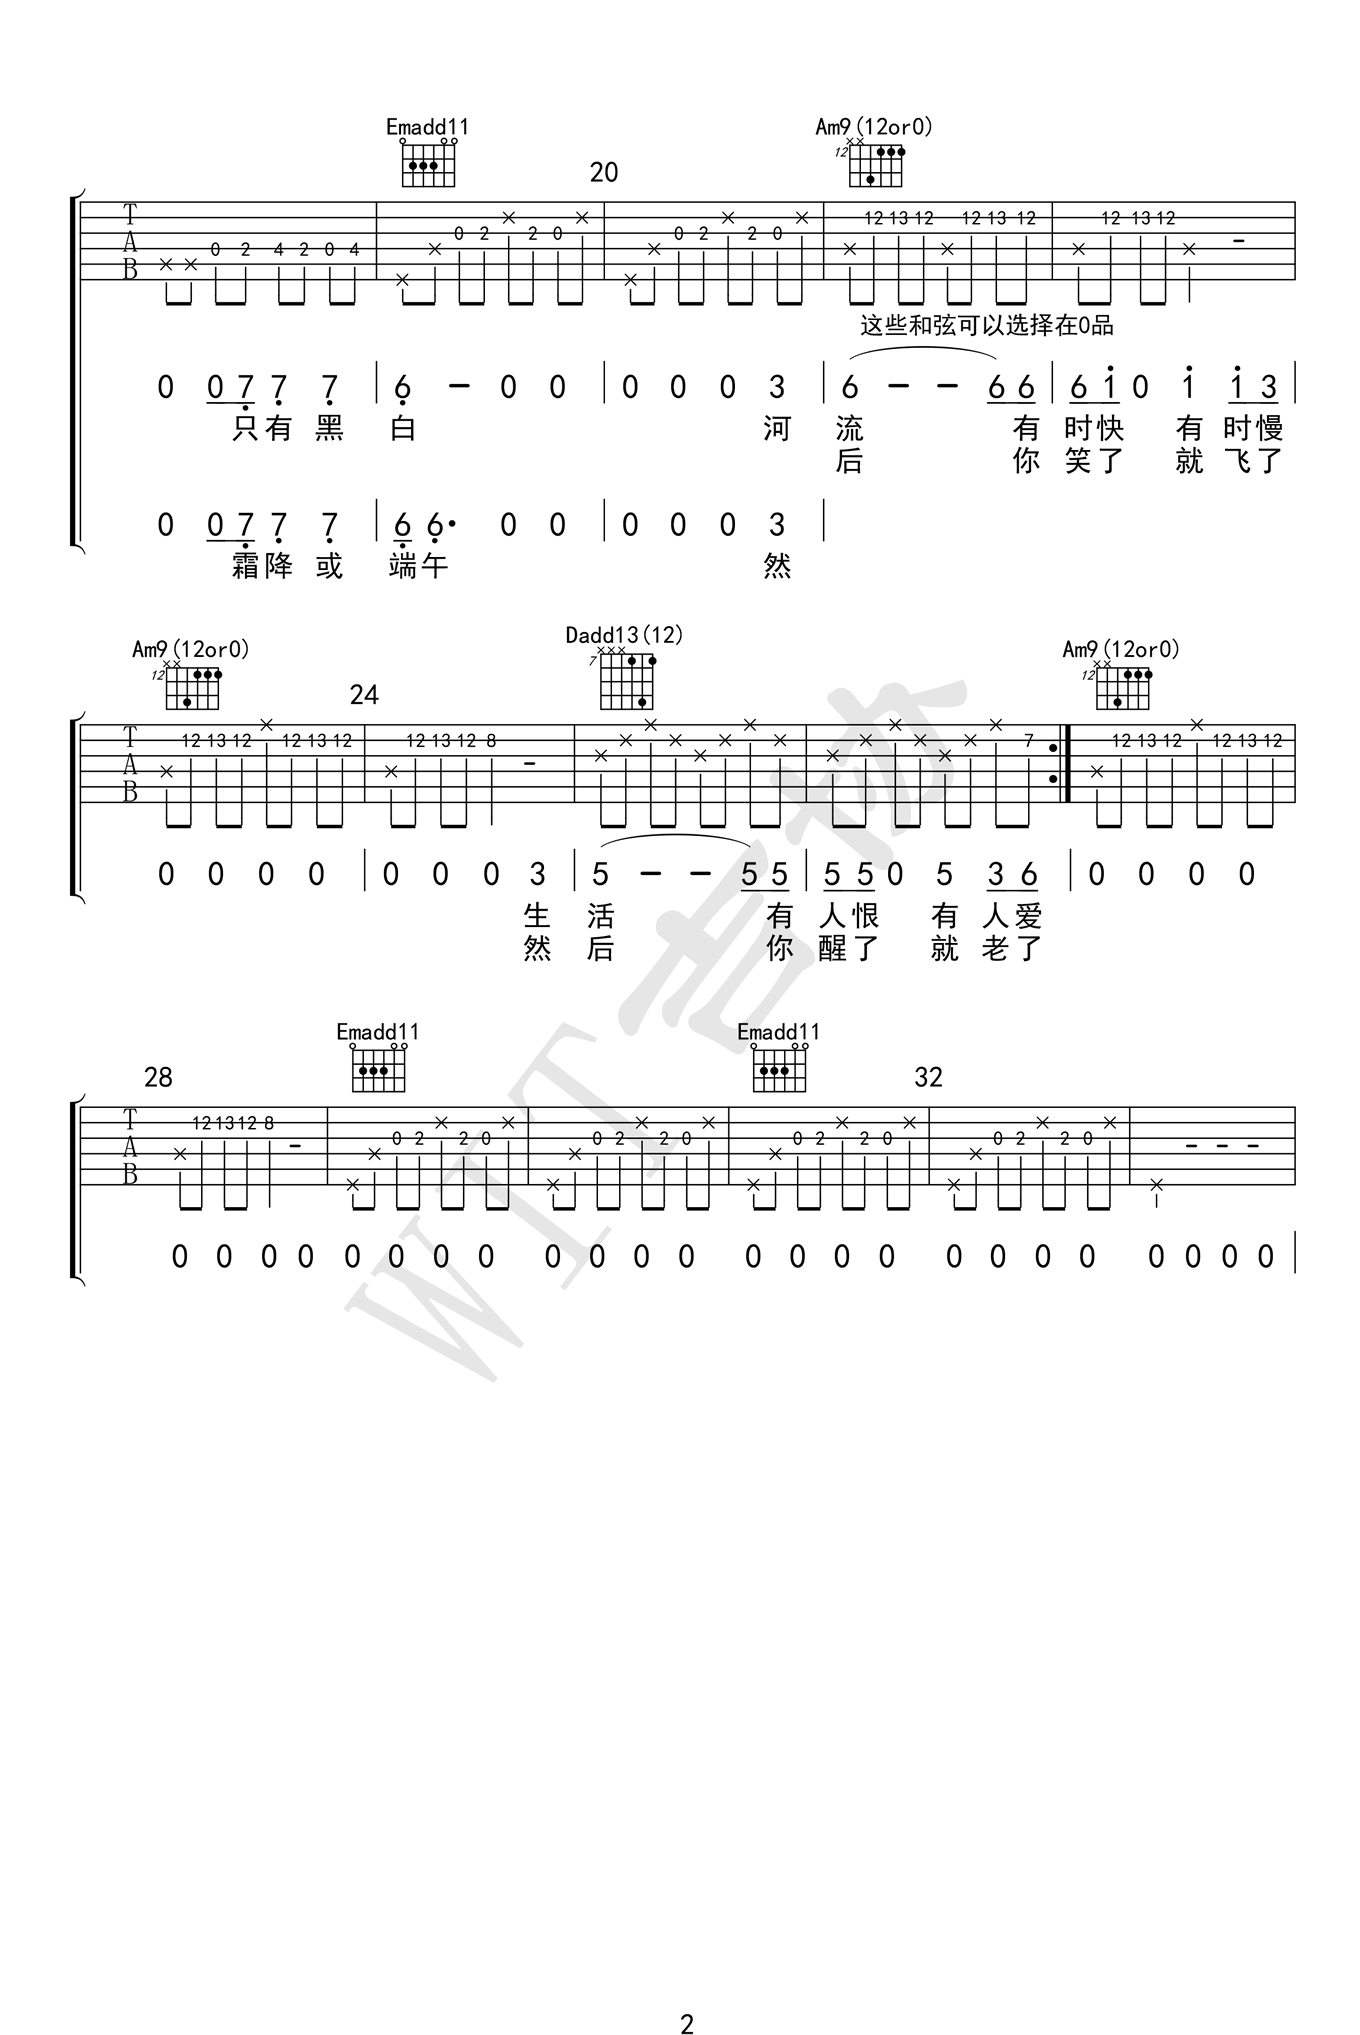 Emadd11 Am9(12or0)
20
12
T A B × × 0 2 4 2 0 4 × × 0 2 × 2 0 × × × 0 2 × 2 0 × × 12 13 12 × 12 13 12 × 12 13 12 × -
这些和弦可以选择在0品
0 0 7 7 7 6 - 0 0 0 0 0 3 6 - - 6 6 6 1 0 1 1 3
只有黑白 河流 有时快 有时慢
后 你笑了 就飞了
0 0 7 7 7 6 6· 0 0 0 0 0 3
霜降或端午 然
Am9(12or0) Dadd13(12) Am9(12or0)
12 7 12
24
T A B × 12 13 12 × 12 13 12 × 12 13 12 8 - × × × × × × × × × × × × × × × 7 × 12 13 12 × 12 13 12
0 0 0 0 0 0 0 3 5 - - 5 5 5 5 0 5 3 6 0 0 0 0
生活 有人恨 有人爱
然后 你醒了 就老了
Emadd11 Emadd11
28 32
T A B × 12 13 12 8 - × × 0 2 × 2 0 × × × 0 2 × 2 0 × × × 0 2 × 2 0 × × × 0 2 × 2 0 × × - - -
0 0 0 0 0 0 0 0 0 0 0 0 0 0 0 0 0 0 0 0 0 0 0 0
WIT吉协
2